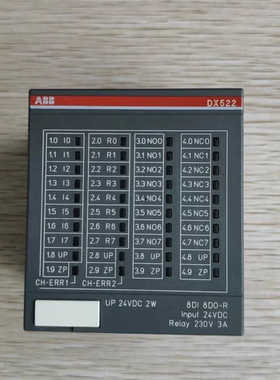 ABB
DX522
1.0 I0 2.0 R0 3.0 NO0 4.0 NC0
1.1 I1 2.1 R1 3.1 NO1 4.1 NC1
1.2 I2 2.2 R2 3.2 NO2 4.2 NC2
1.3 I3 2.3 R3 3.3 NO3 4.3 NC3
1.4 I4 2.4 R4 3.4 NO4 4.4 NC4
1.5 I5 2.5 R5 3.5 NO5 4.5 NC5
1.6 I6 2.6 R6 3.6 NO6 4.6 NC6
1.7 I7 2.7 R7 3.7 NO7 4.7 NC7
1.8 UP 2.8 UP 3.8 UP 4.8 UP
1.9 ZP 2.9 ZP 3.9 ZP 4.9 ZP
CH-ERR1 CH-ERR2
UP 24VDC 2W 8DI 8DO-R
Input 24VDC
Relay 230V 3A